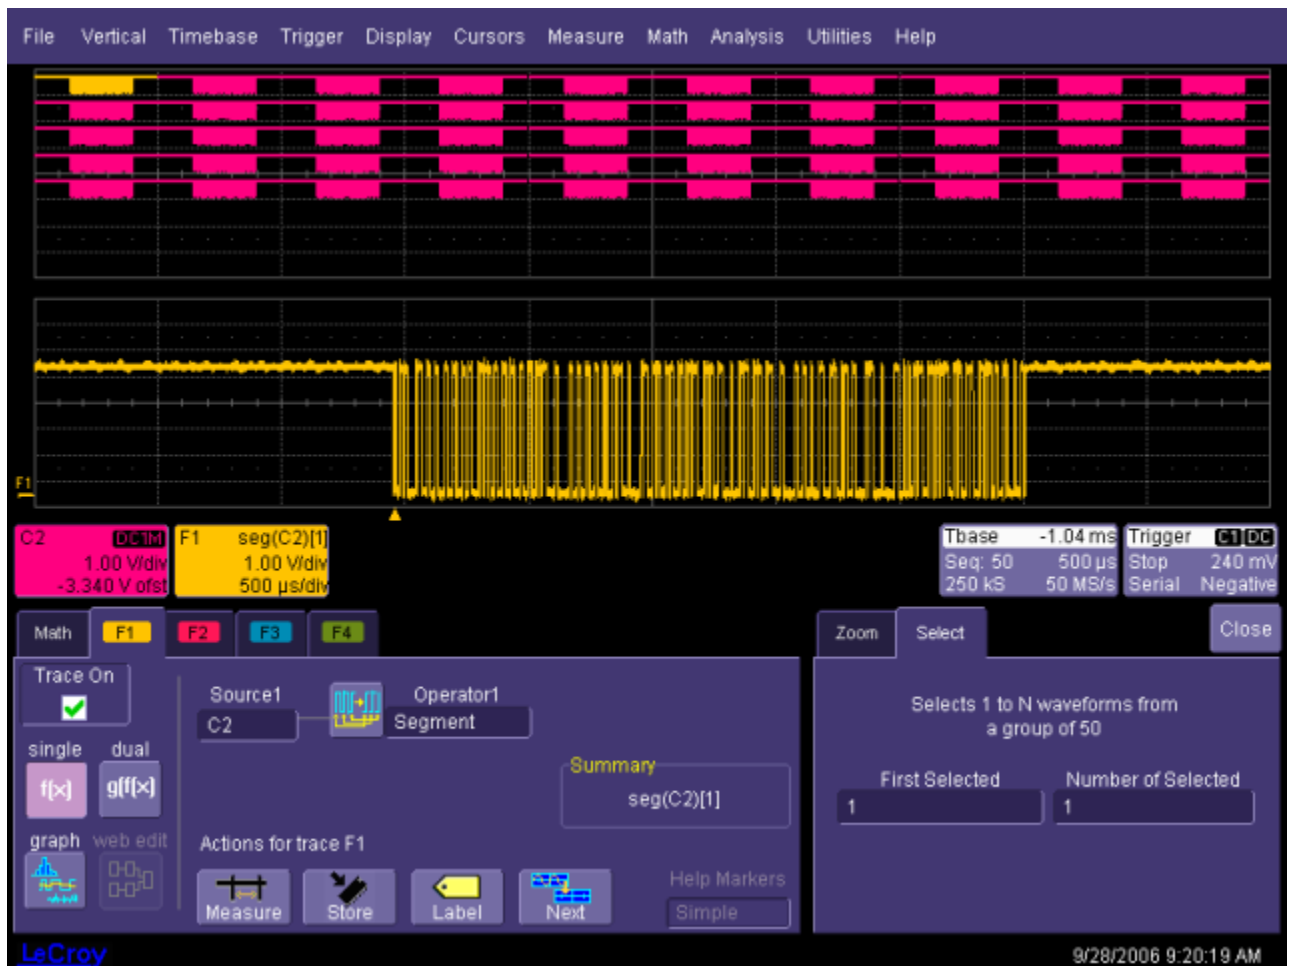 File Vertical Timebase Trigger Display Cursors Measure Math Analysis Utilities Help
F1
C2 DC1M
1.00 V/div
-3.340 V ofst
F1 seg(C2)[1]
1.00 V/div
500 µs/div
Tbase -1.04 ms
Seq: 50 500 µs
250 kS 50 MS/s
Trigger C1 DC
Stop 240 mV
Serial Negative
Math F1 F2 F3 F4
Trace On
single dual
f(x) g(f(x))
graph web edit
Source1
C2
Operator1
Segment
Summary
seg(C2)[1]
Actions for trace F1
Measure Store Label Next
Help Markers
Simple
Zoom Select Close
Selects 1 to N waveforms from
a group of 50
First Selected Number of Selected
1 1
LeCroy
9/28/2006 9:20:19 AM